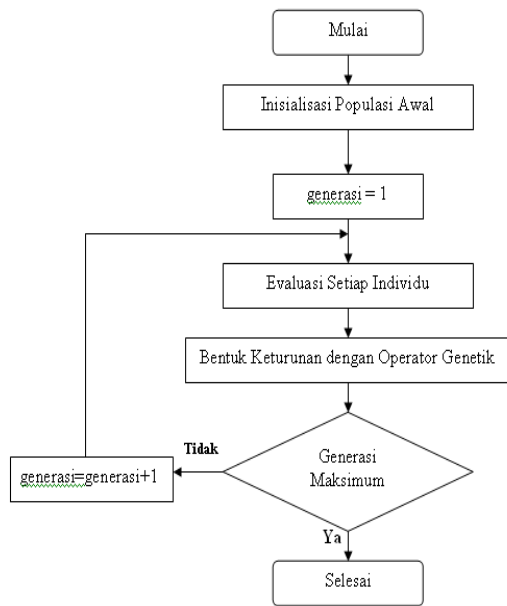 Mulai
Inisialisasi Populasi Awal
generasi = 1
Evaluasi Setiap Individu
Bentuk Keturunan dengan Operator Genetik
Tidak
Generasi
Maksimum
generasi=generasi+1
Ya
Selesai